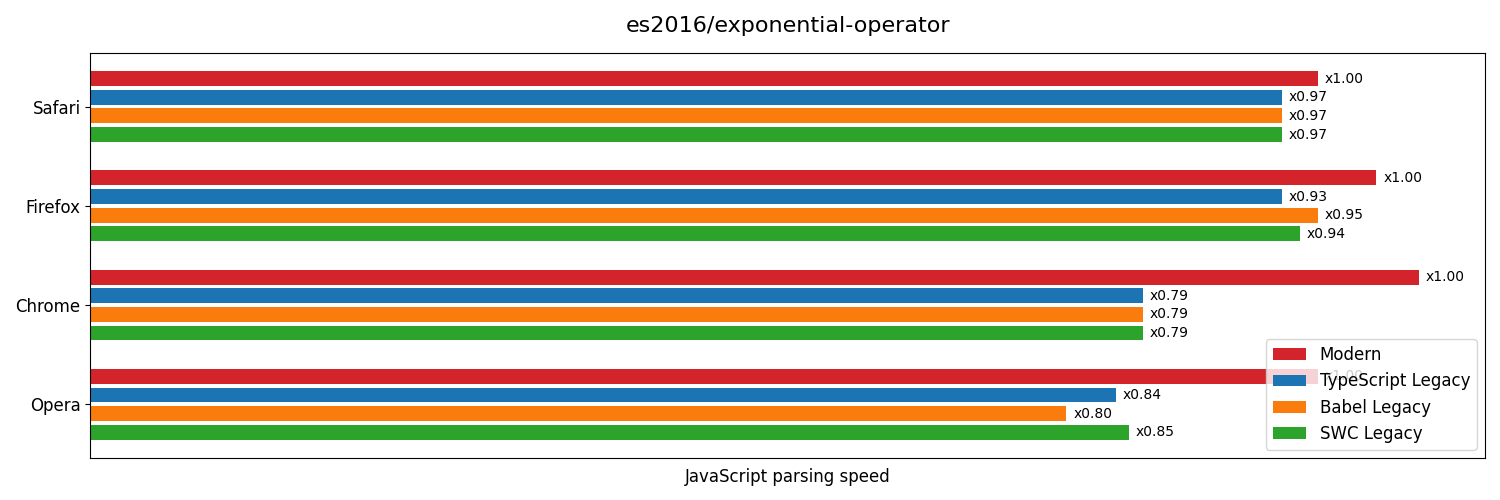 es2016/exponential-operator
Safari
x1.00
x0.97
x0.97
x0.97
Firefox
x1.00
x0.93
x0.95
x0.94
Chrome
x1.00
x0.79
x0.79
x0.79
Opera
x1.00
x0.84
x0.80
x0.85
Modern
TypeScript Legacy
Babel Legacy
SWC Legacy
JavaScript parsing speed